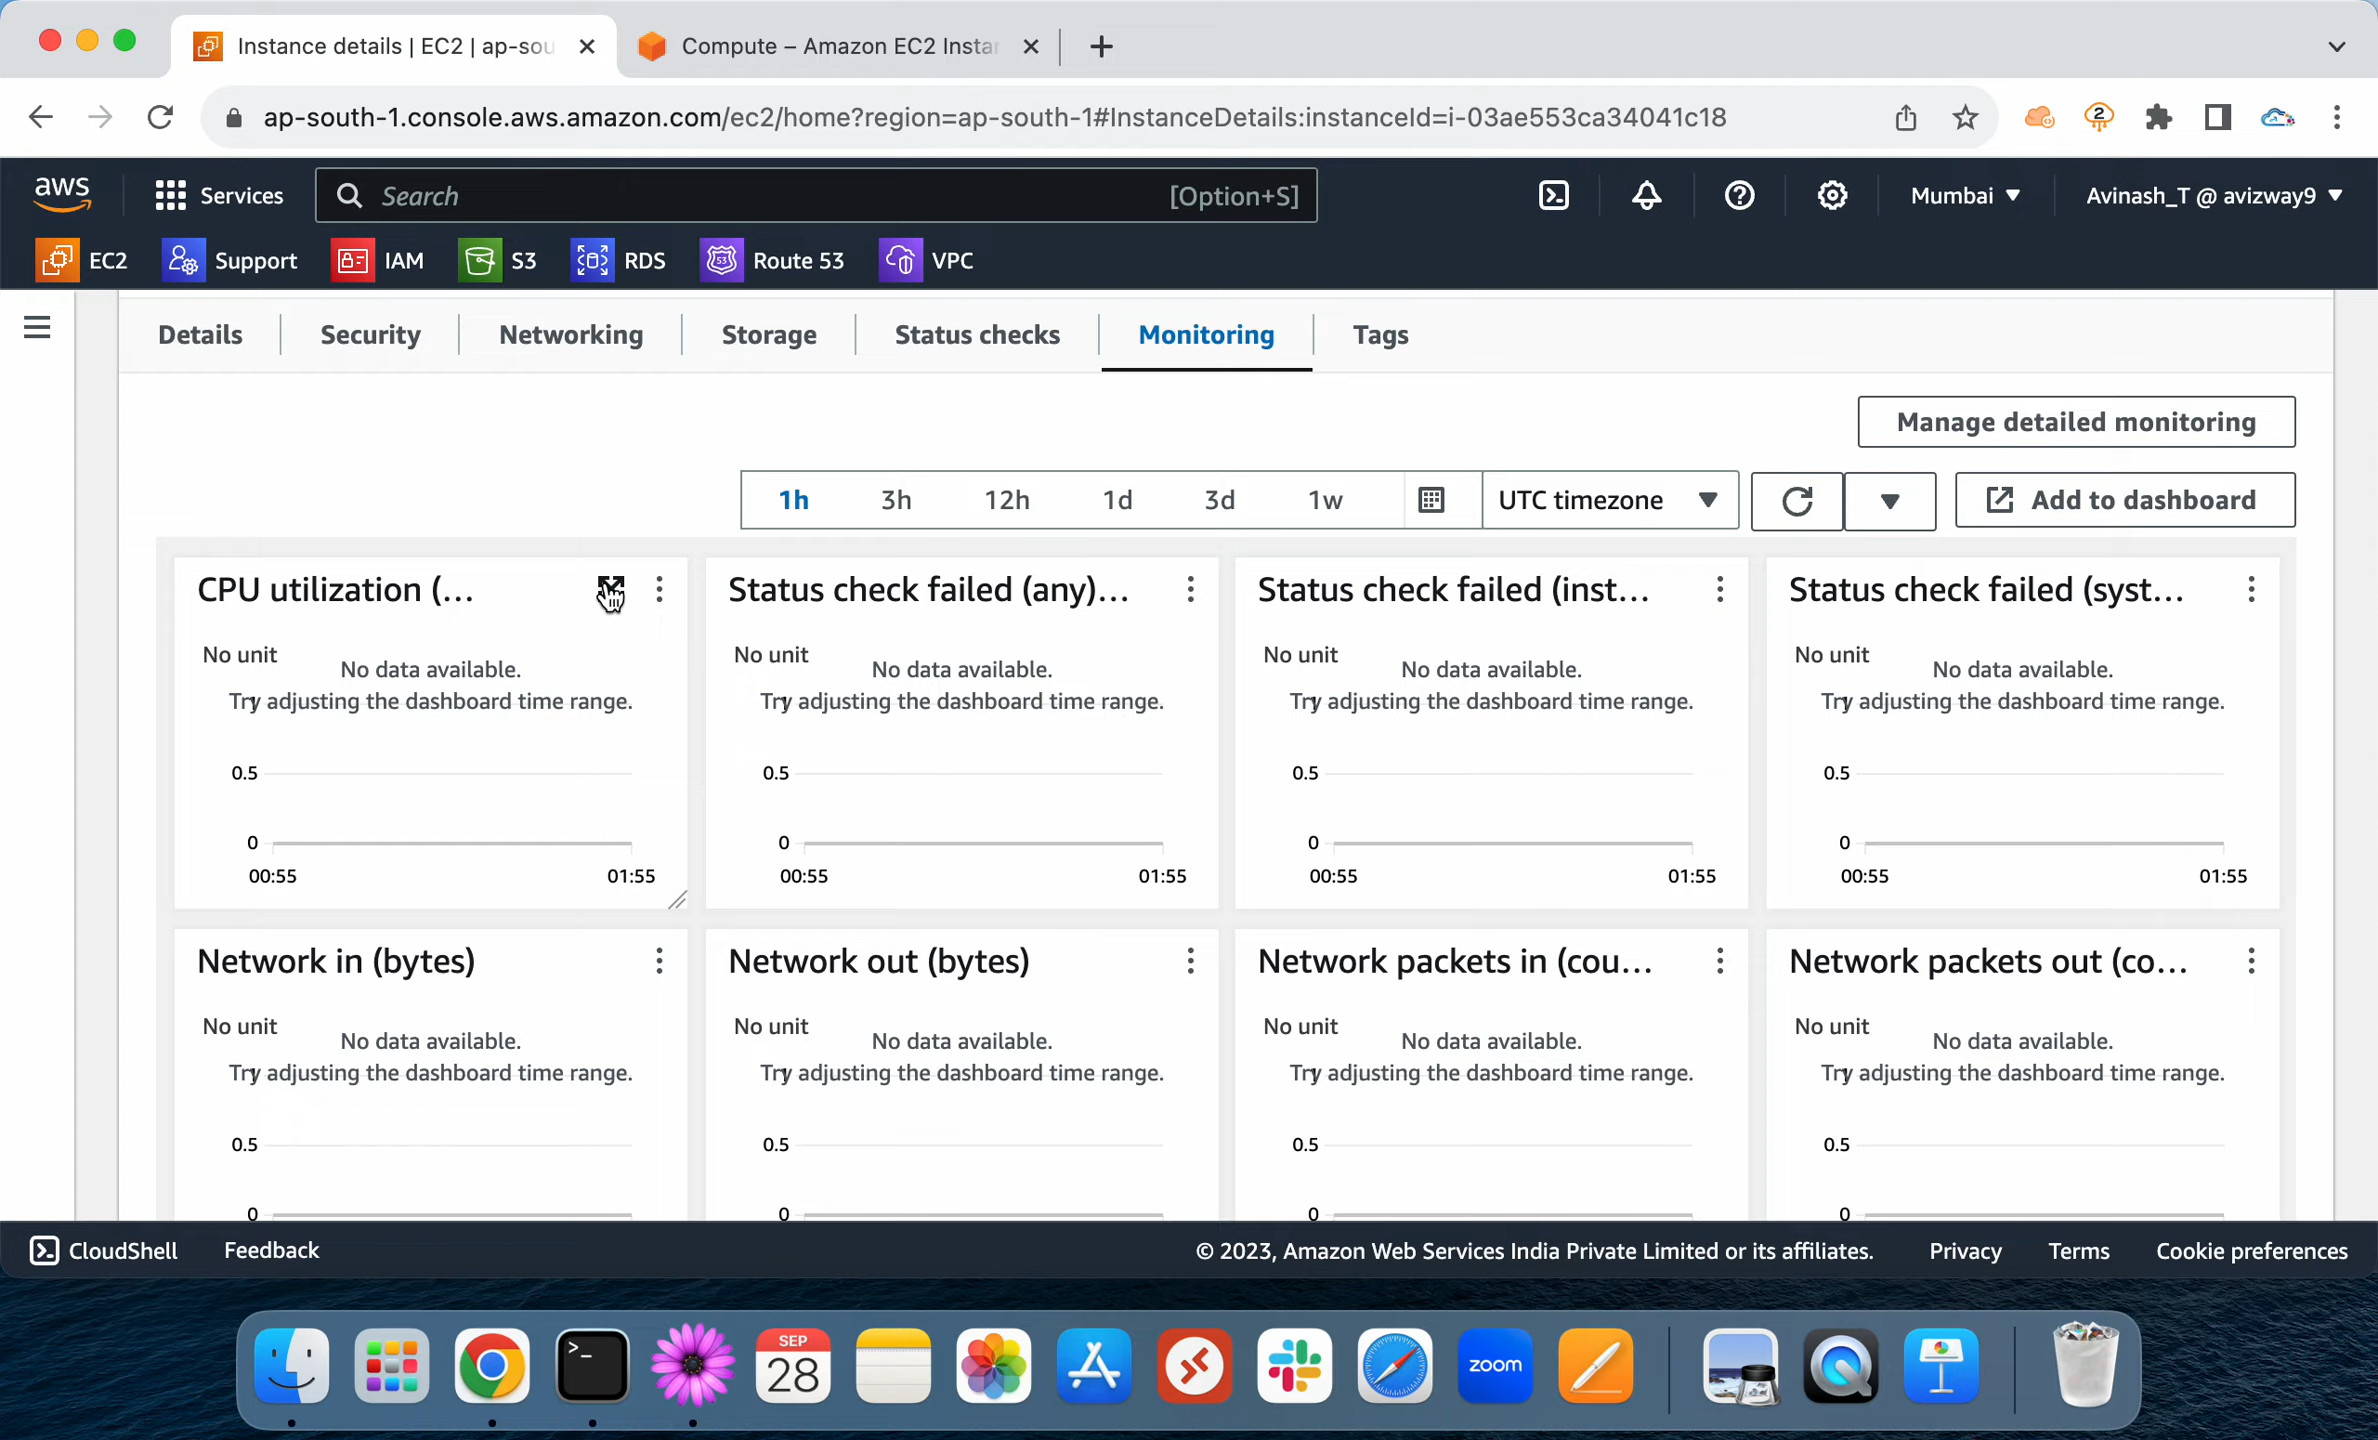 Instance details | EC2 | ap-sou
Compute – Amazon EC2 Instan
ap-south-1.console.aws.amazon.com/ec2/home?region=ap-south-1#InstanceDetails:instanceId=i-03ae553ca34041c18
2
aws
Services
Search
[Option+S]
Mumbai
Avinash_T @ avizway9
EC2
Support
IAM
S3
RDS
53
Route 53
VPC
Details
Security
Networking
Storage
Status checks
Monitoring
Tags
Manage detailed monitoring
1h
3h
12h
1d
3d
1w
UTC timezone
Add to dashboard
CPU utilization (...
Status check failed (any)...
Status check failed (inst...
Status check failed (syst...
No unit
No data available.
Try adjusting the dashboard time range.
1
0.5
0
00:55
01:55
No unit
No data available.
Try adjusting the dashboard time range.
1
0.5
0
00:55
01:55
No unit
No data available.
Try adjusting the dashboard time range.
1
0.5
0
00:55
01:55
No unit
No data available.
Try adjusting the dashboard time range.
1
0.5
0
00:55
01:55
Network in (bytes)
Network out (bytes)
Network packets in (cou...
Network packets out (co...
No unit
No data available.
Try adjusting the dashboard time range.
1
0.5
0
No unit
No data available.
Try adjusting the dashboard time range.
1
0.5
0
No unit
No data available.
Try adjusting the dashboard time range.
1
0.5
0
No unit
No data available.
Try adjusting the dashboard time range.
1
0.5
0
CloudShell
Feedback
© 2023, Amazon Web Services India Private Limited or its affiliates.
Privacy
Terms
Cookie preferences
SEP
28
zoom